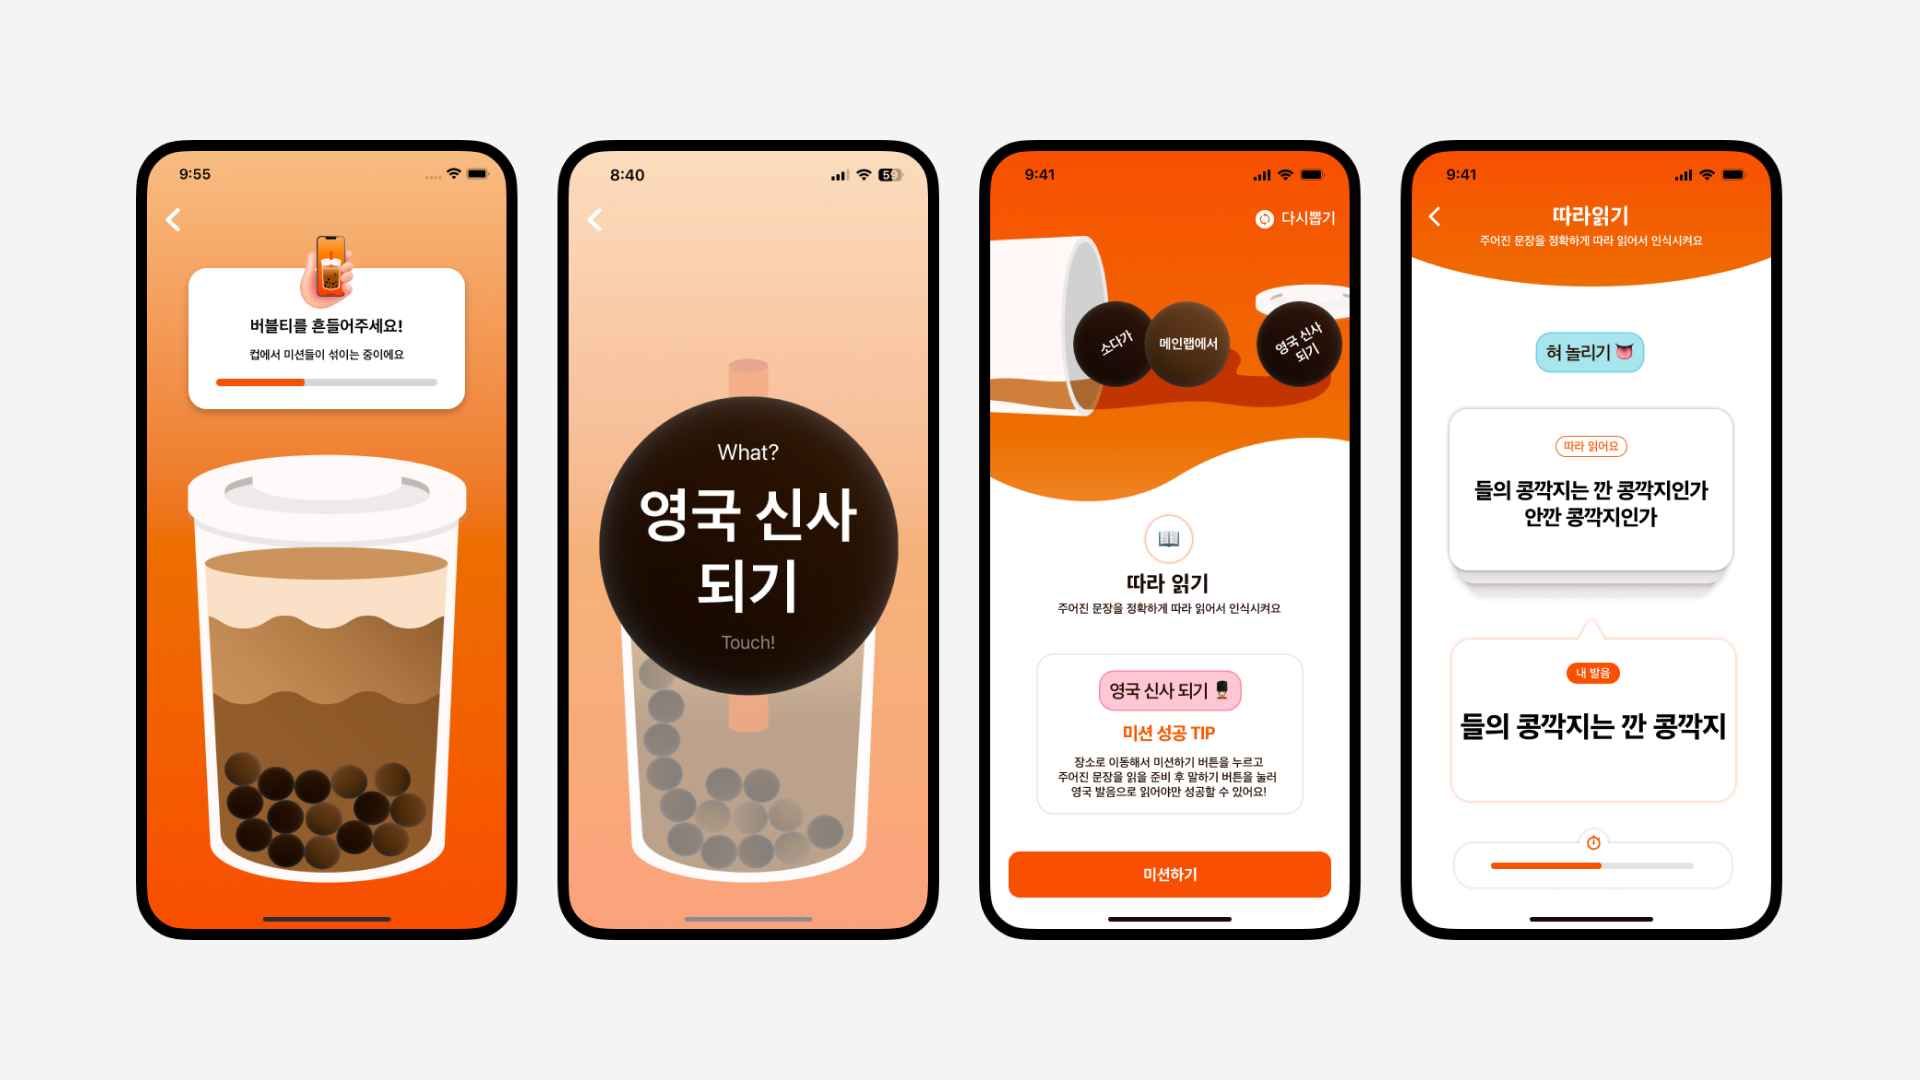 9:55
버블티를 흔들어주세요!
컵에서 미션들이 섞이는 중이에요
8:40
59
What?
영국 신사
되기
Touch!
9:41
다시뽑기
소다가
메인랩에서
영국 신사
되기
따라 읽기
주어진 문장을 정확하게 따라 읽어서 인식시켜요
영국 신사 되기
미션 성공 TIP
장소로 이동해서 미션하기 버튼을 누르고
주어진 문장을 읽을 준비 후 말하기 버튼을 눌러
영국 발음으로 읽어야만 성공할 수 있어요!
미션하기
9:41
따라읽기
주어진 문장을 정확하게 따라 읽어서 인식시켜요
혀 놀리기
따라 읽어요
들의 콩깍지는 깐 콩깍지인가
안깐 콩깍지인가
내 발음
들의 콩깍지는 깐 콩깍지